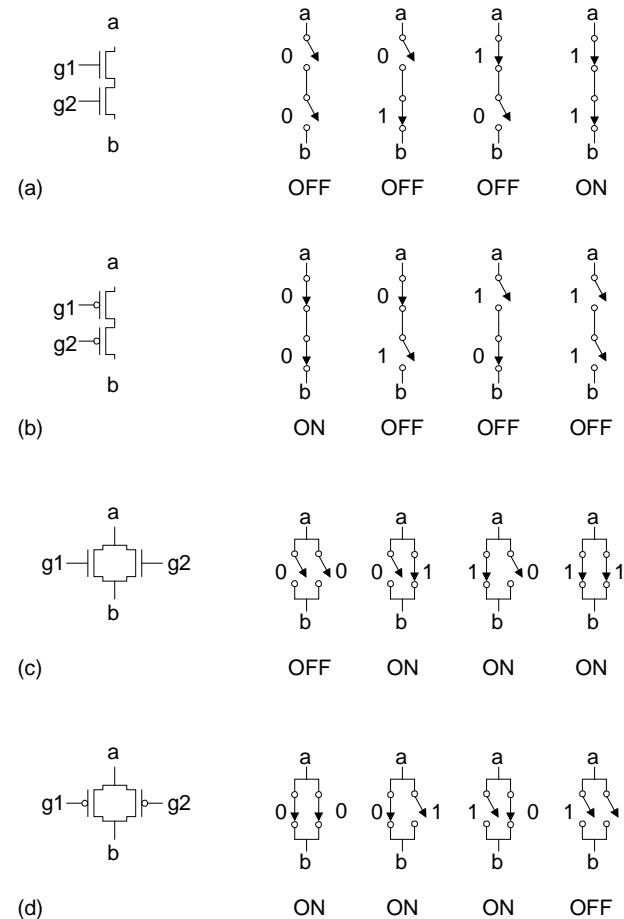 a a a a a
g1 0 0 1 1
g2 0 1 0 1
b b b b b
(a) OFF OFF OFF ON
a a a a a
g1 0 0 1 1
g2 0 1 0 1
b b b b b
(b) ON OFF OFF OFF
a a a a a
g1 g2 0 0 0 1 1 0 1 1
b b b b b
(c) OFF ON ON ON
a a a a a
g1 g2 0 0 0 1 1 0 1 1
b b b b b
(d) ON ON ON OFF